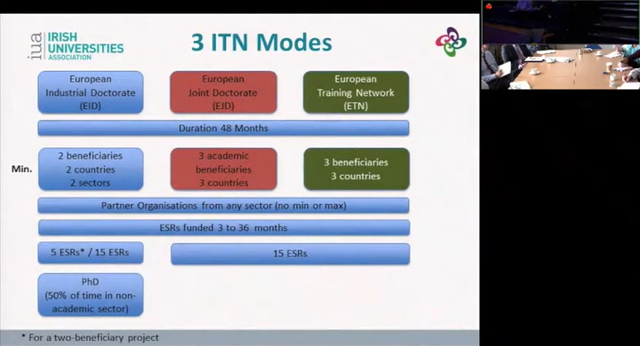 iua
IRISH
UNIVERSITIES
ASSOCIATION
3 ITN Modes
European
Industrial Doctorate
(EID)
European
Joint Doctorate
(EJD)
European
Training Network
(ETN)
Duration 48 Months
Min.
2 beneficiaries
2 countries
2 sectors
3 academic
beneficiaries
3 countries
3 beneficiaries
3 countries
Partner Organisations from any sector (no min or max)
ESRs funded 3 to 36 months
5 ESRs* / 15 ESRs
15 ESRs
PhD
(50% of time in non-
academic sector)
* For a two-beneficiary project